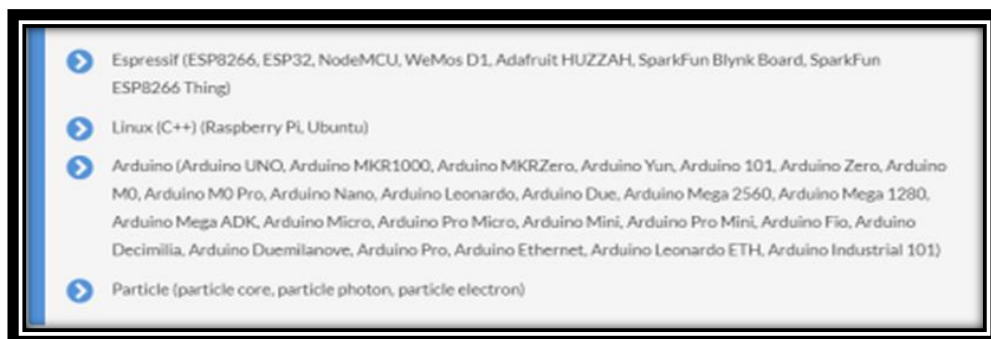 Espressif (ESP8266, ESP32, NodeMCU, WeMos D1, Adafruit HUZZAH, SparkFun Blynk Board, SparkFun
ESP8266 Thing)
Linux (C++) (Raspberry Pi, Ubuntu)
Arduino (Arduino UNO, Arduino MKR1000, Arduino MKRZero, Arduino Yun, Arduino 101, Arduino Zero, Arduino
M0, Arduino M0 Pro, Arduino Nano, Arduino Leonardo, Arduino Due, Arduino Mega 2560, Arduino Mega 1280,
Arduino Mega ADK, Arduino Micro, Arduino Pro Micro, Arduino Mini, Arduino Pro Mini, Arduino Fio, Arduino
Decimilia, Arduino Duemilanove, Arduino Pro, Arduino Ethernet, Arduino Leonardo ETH, Arduino Industrial 101)
Particle (particle core, particle photon, particle electron)